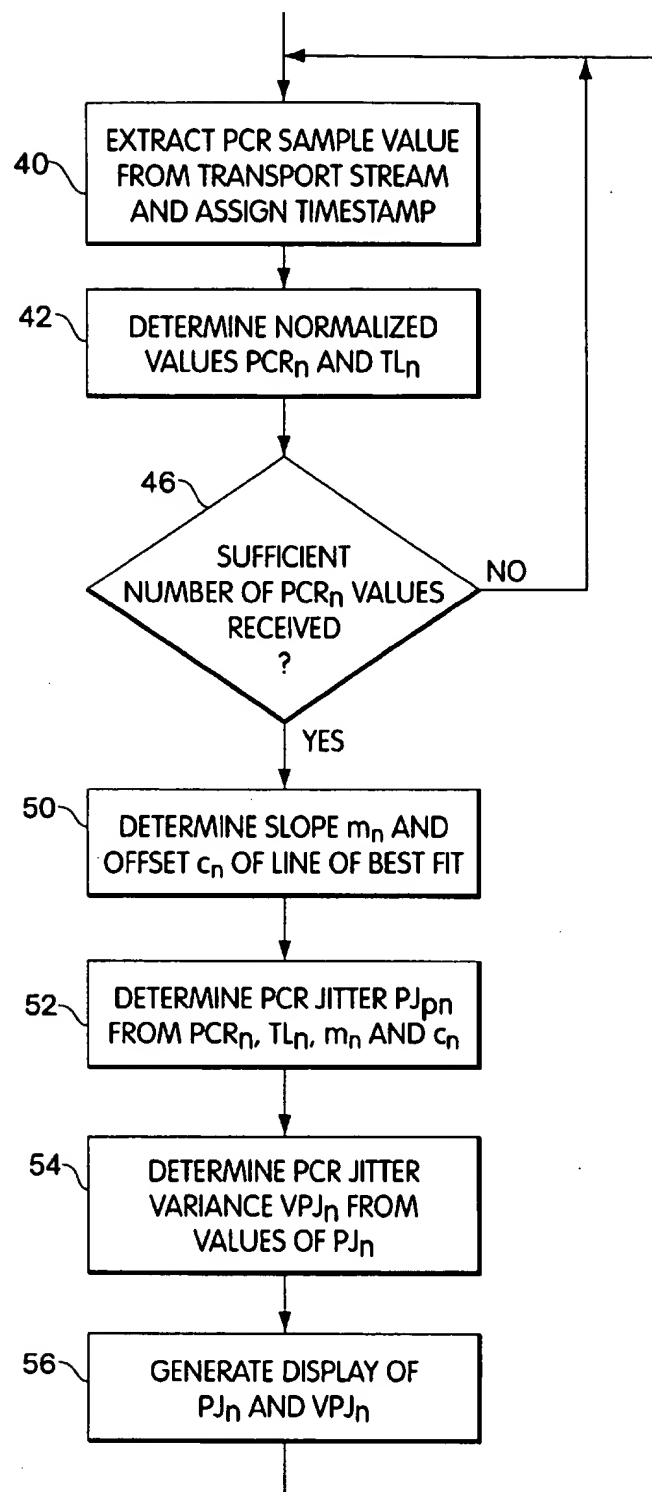 40
EXTRACT PCR SAMPLE VALUE
FROM TRANSPORT STREAM
AND ASSIGN TIMESTAMP
42
DETERMINE NORMALIZED
VALUES PCRn AND TLn
46
SUFFICIENT
NUMBER OF PCRn VALUES
RECEIVED
?
NO
YES
50
DETERMINE SLOPE mn AND
OFFSET cn OF LINE OF BEST FIT
52
DETERMINE PCR JITTER PJpn
FROM PCRn, TLn, mn AND cn
54
DETERMINE PCR JITTER
VARIANCE VPJn FROM
VALUES OF PJn
56
GENERATE DISPLAY OF
PJn AND VPJn